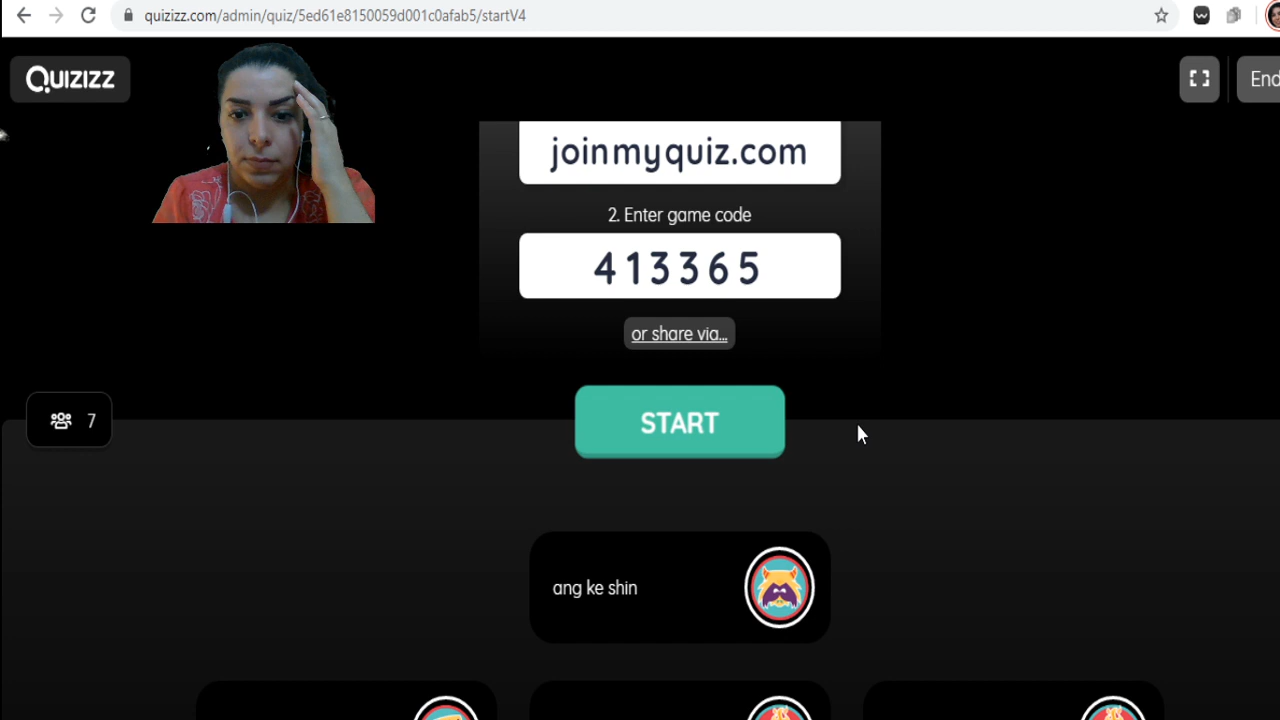 quizizz.com/admin/quiz/5ed61e8150059d001c0afab5/startV4
QUIZIZZ
End
joinmyquiz.com
2. Enter game code
413365
or share via...
7
START
ang ke shin